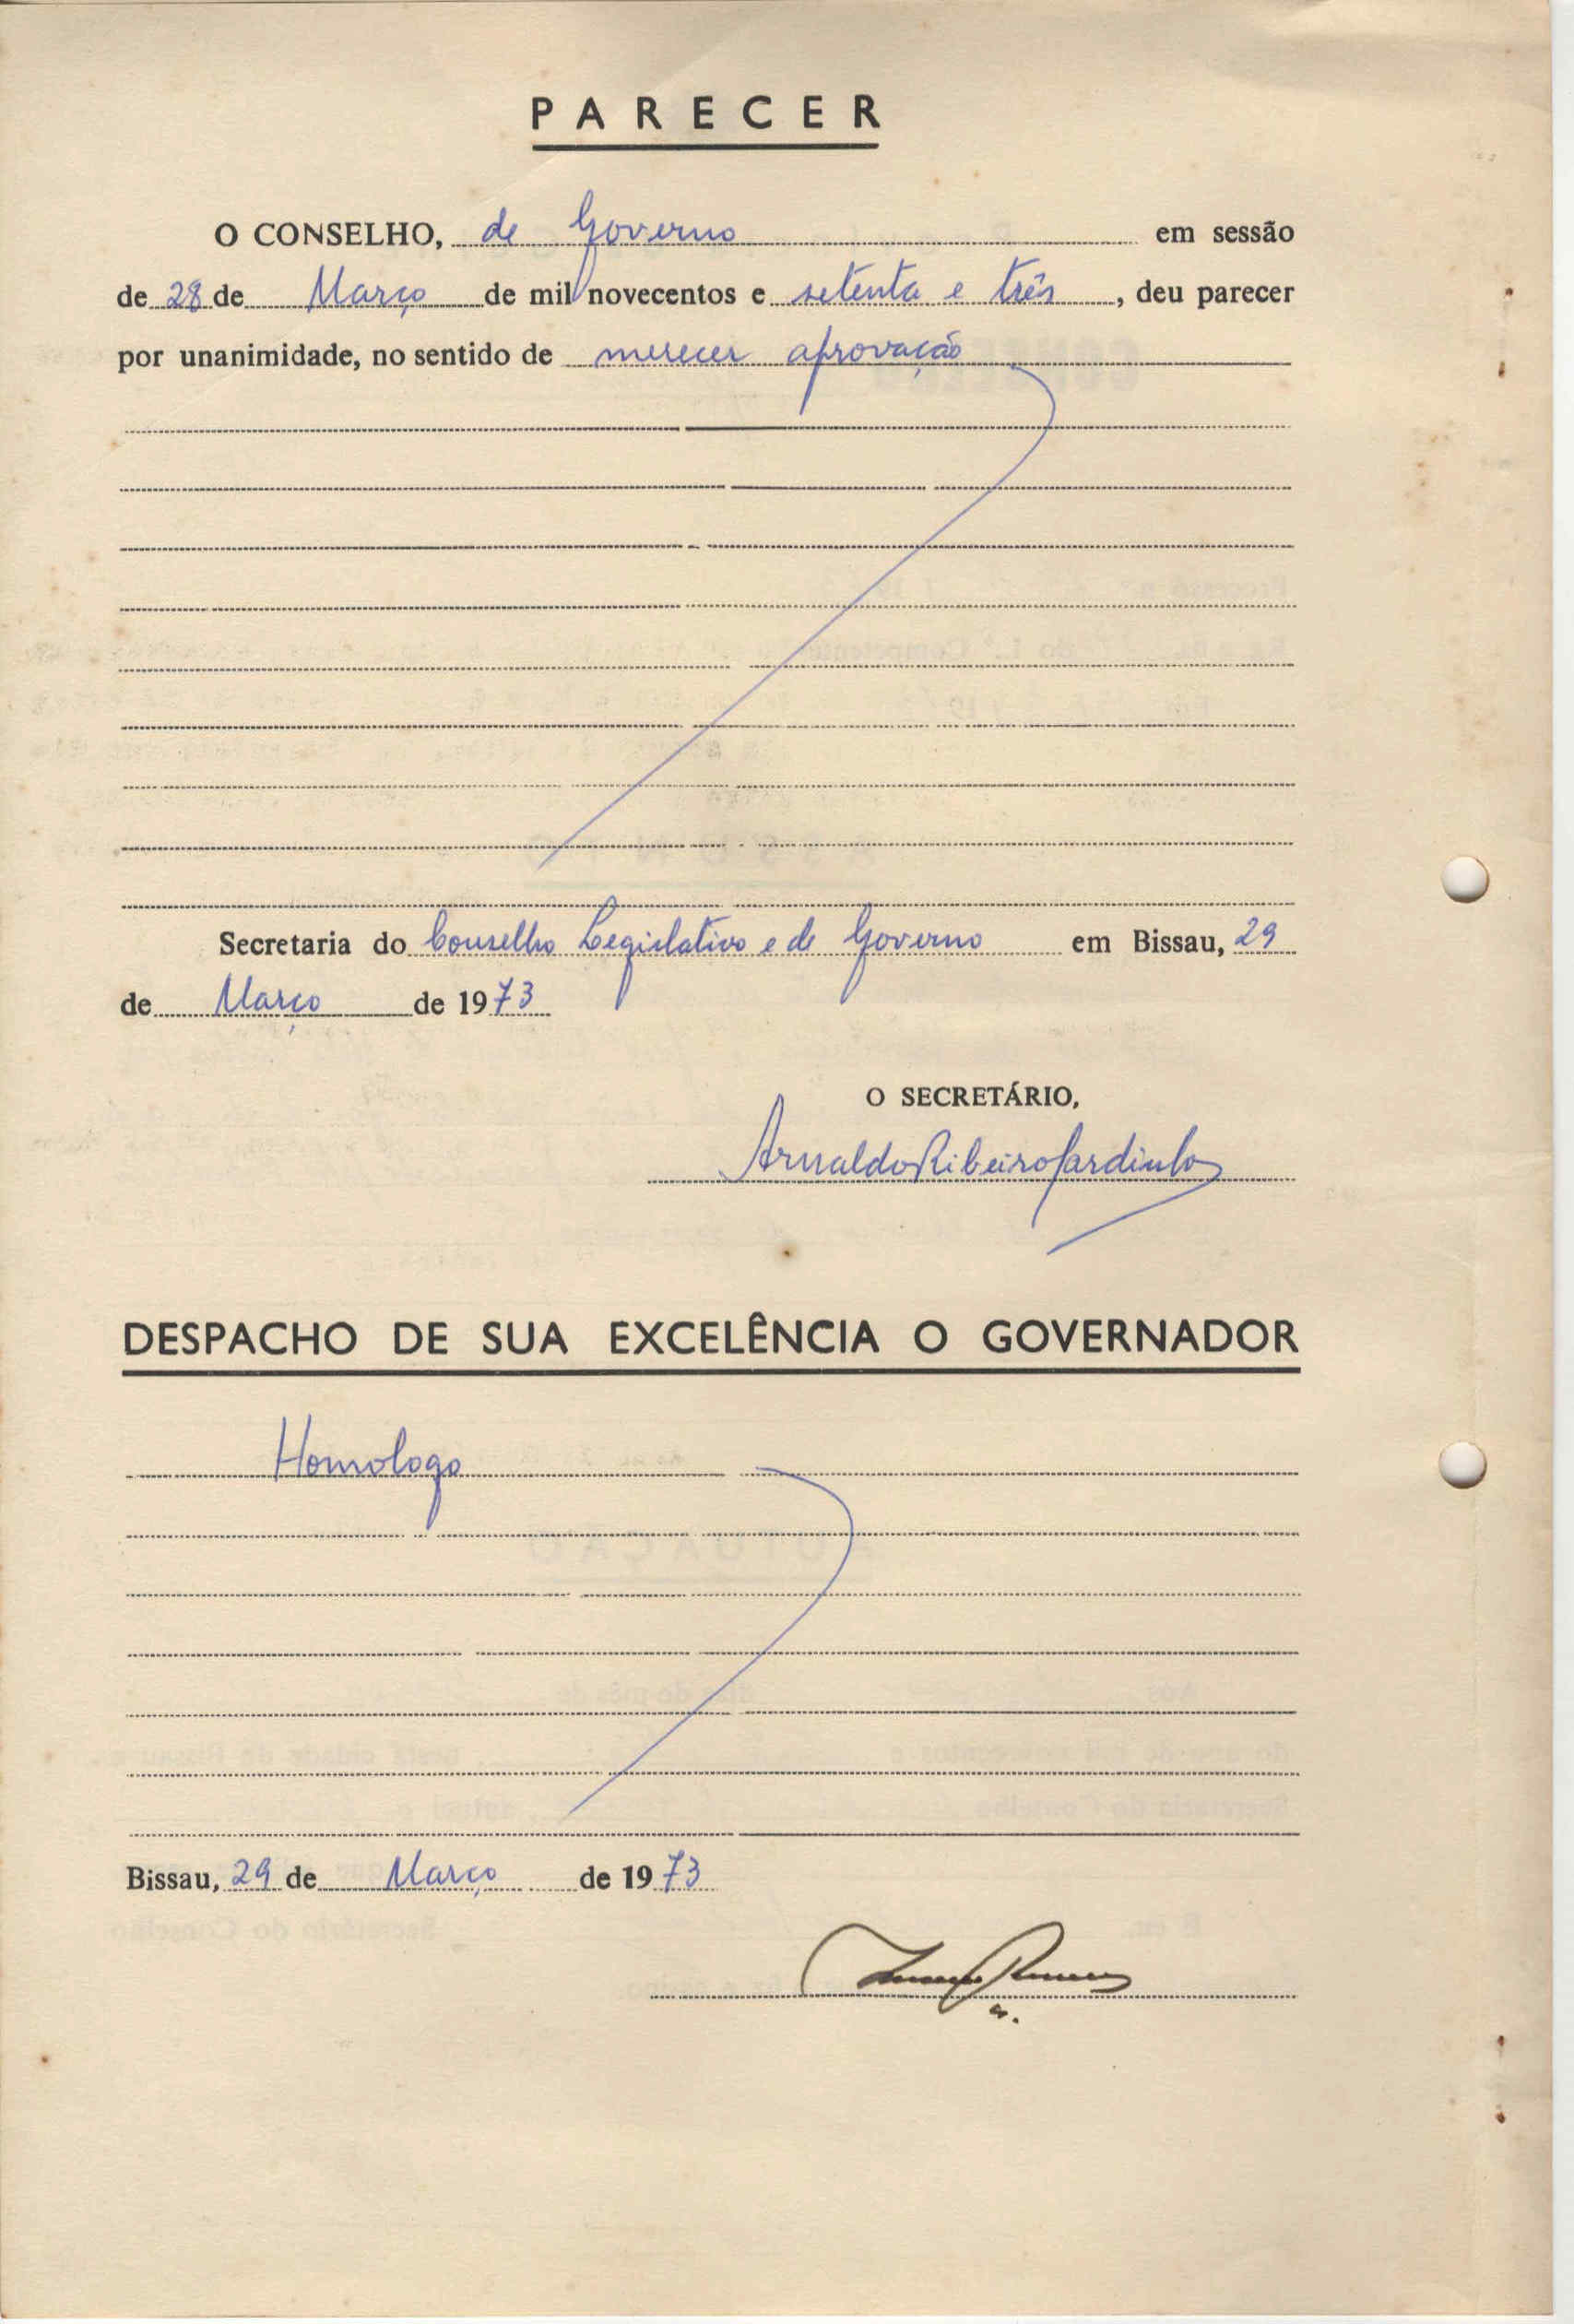 PARECER
O CONSELHO, de Governo em sessão
de 28 de Março de mil novecentos e setenta e três, deu parecer
por unanimidade, no sentido de merecer aprovação
Secretaria do Conselho Legislativo e de Governo em Bissau, 29
de Março de 1973
O SECRETÁRIO,
Arnaldo Ribeiro Sardinha
DESPACHO DE SUA EXCELÊNCIA O GOVERNADOR
Homologo
Bissau, 29 de Março de 1973